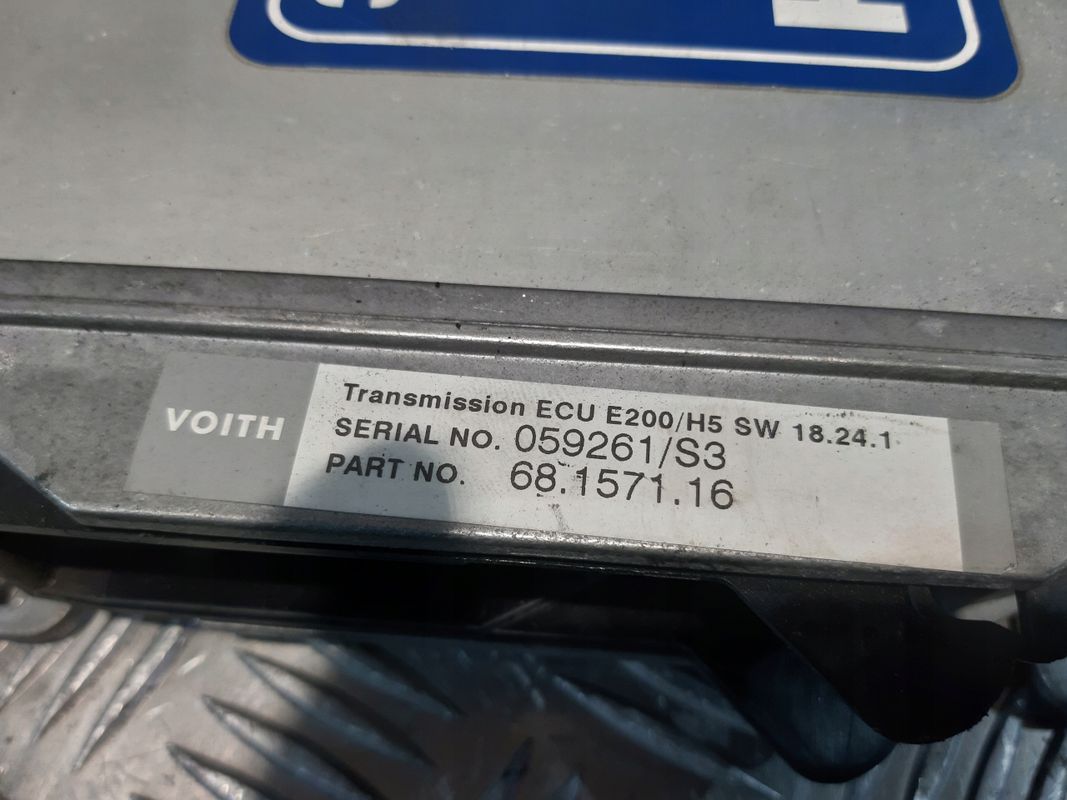 VOITH
Transmission ECU E200/H5 SW 18.24.1
SERIAL NO. 059261/S3
PART NO. 68.1571.16